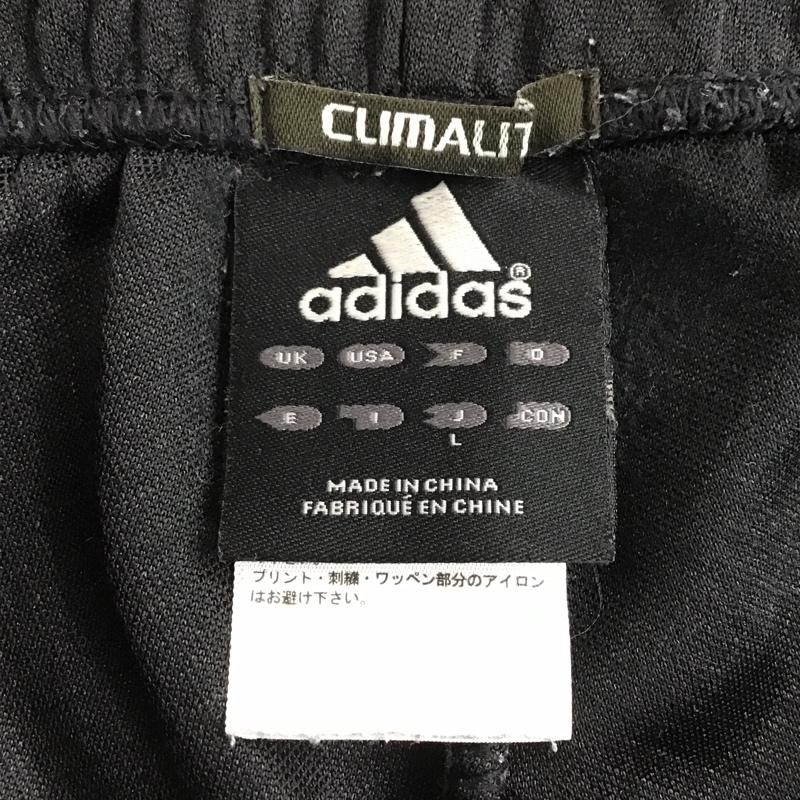 CLIMALIT
adidas®
UK USA F D
E I J CDN
L
MADE IN CHINA
FABRIQUÉ EN CHINE
プリント・刺繍・ワッペン部分のアイロン
はお避け下さい。